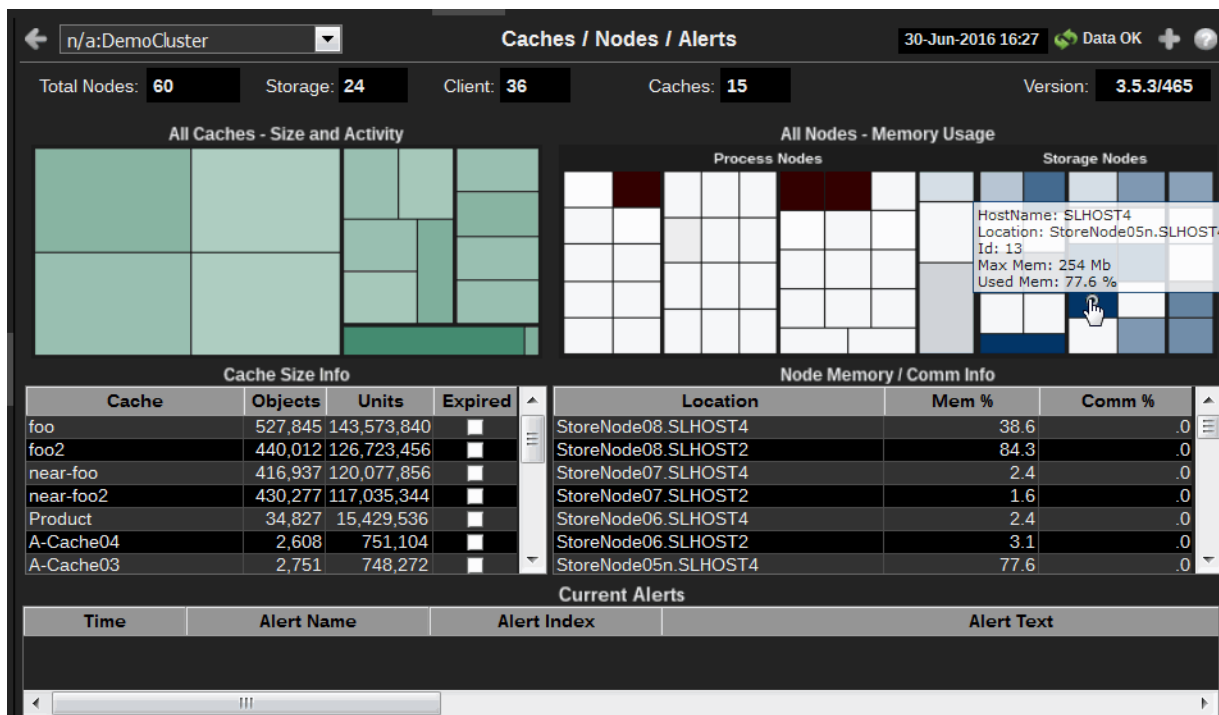 n/a:DemoCluster Caches / Nodes / Alerts 30-Jun-2016 16:27 Data OK
Total Nodes: 60 Storage: 24 Client: 36 Caches: 15 Version: 3.5.3/465
All Caches - Size and Activity
All Nodes - Memory Usage
Process Nodes Storage Nodes
HostName: SLHOST4
Location: StoreNode05n.SLHOST4
Id: 13
Max Mem: 254 Mb
Used Mem: 77.6 %
Cache Size Info
Cache Objects Units Expired
foo 527,845 143,573,840
foo2 440,012 126,723,456
near-foo 416,937 120,077,856
near-foo2 430,277 117,035,344
Product 34,827 15,429,536
A-Cache04 2,608 751,104
A-Cache03 2,751 748,272
Node Memory / Comm Info
Location Mem % Comm %
StoreNode08.SLHOST4 38.6 .0
StoreNode08.SLHOST2 84.3 .0
StoreNode07.SLHOST4 2.4 .0
StoreNode07.SLHOST2 1.6 .0
StoreNode06.SLHOST4 2.4 .0
StoreNode06.SLHOST2 3.1 .0
StoreNode05n.SLHOST4 77.6 .0
Current Alerts
Time Alert Name Alert Index Alert Text